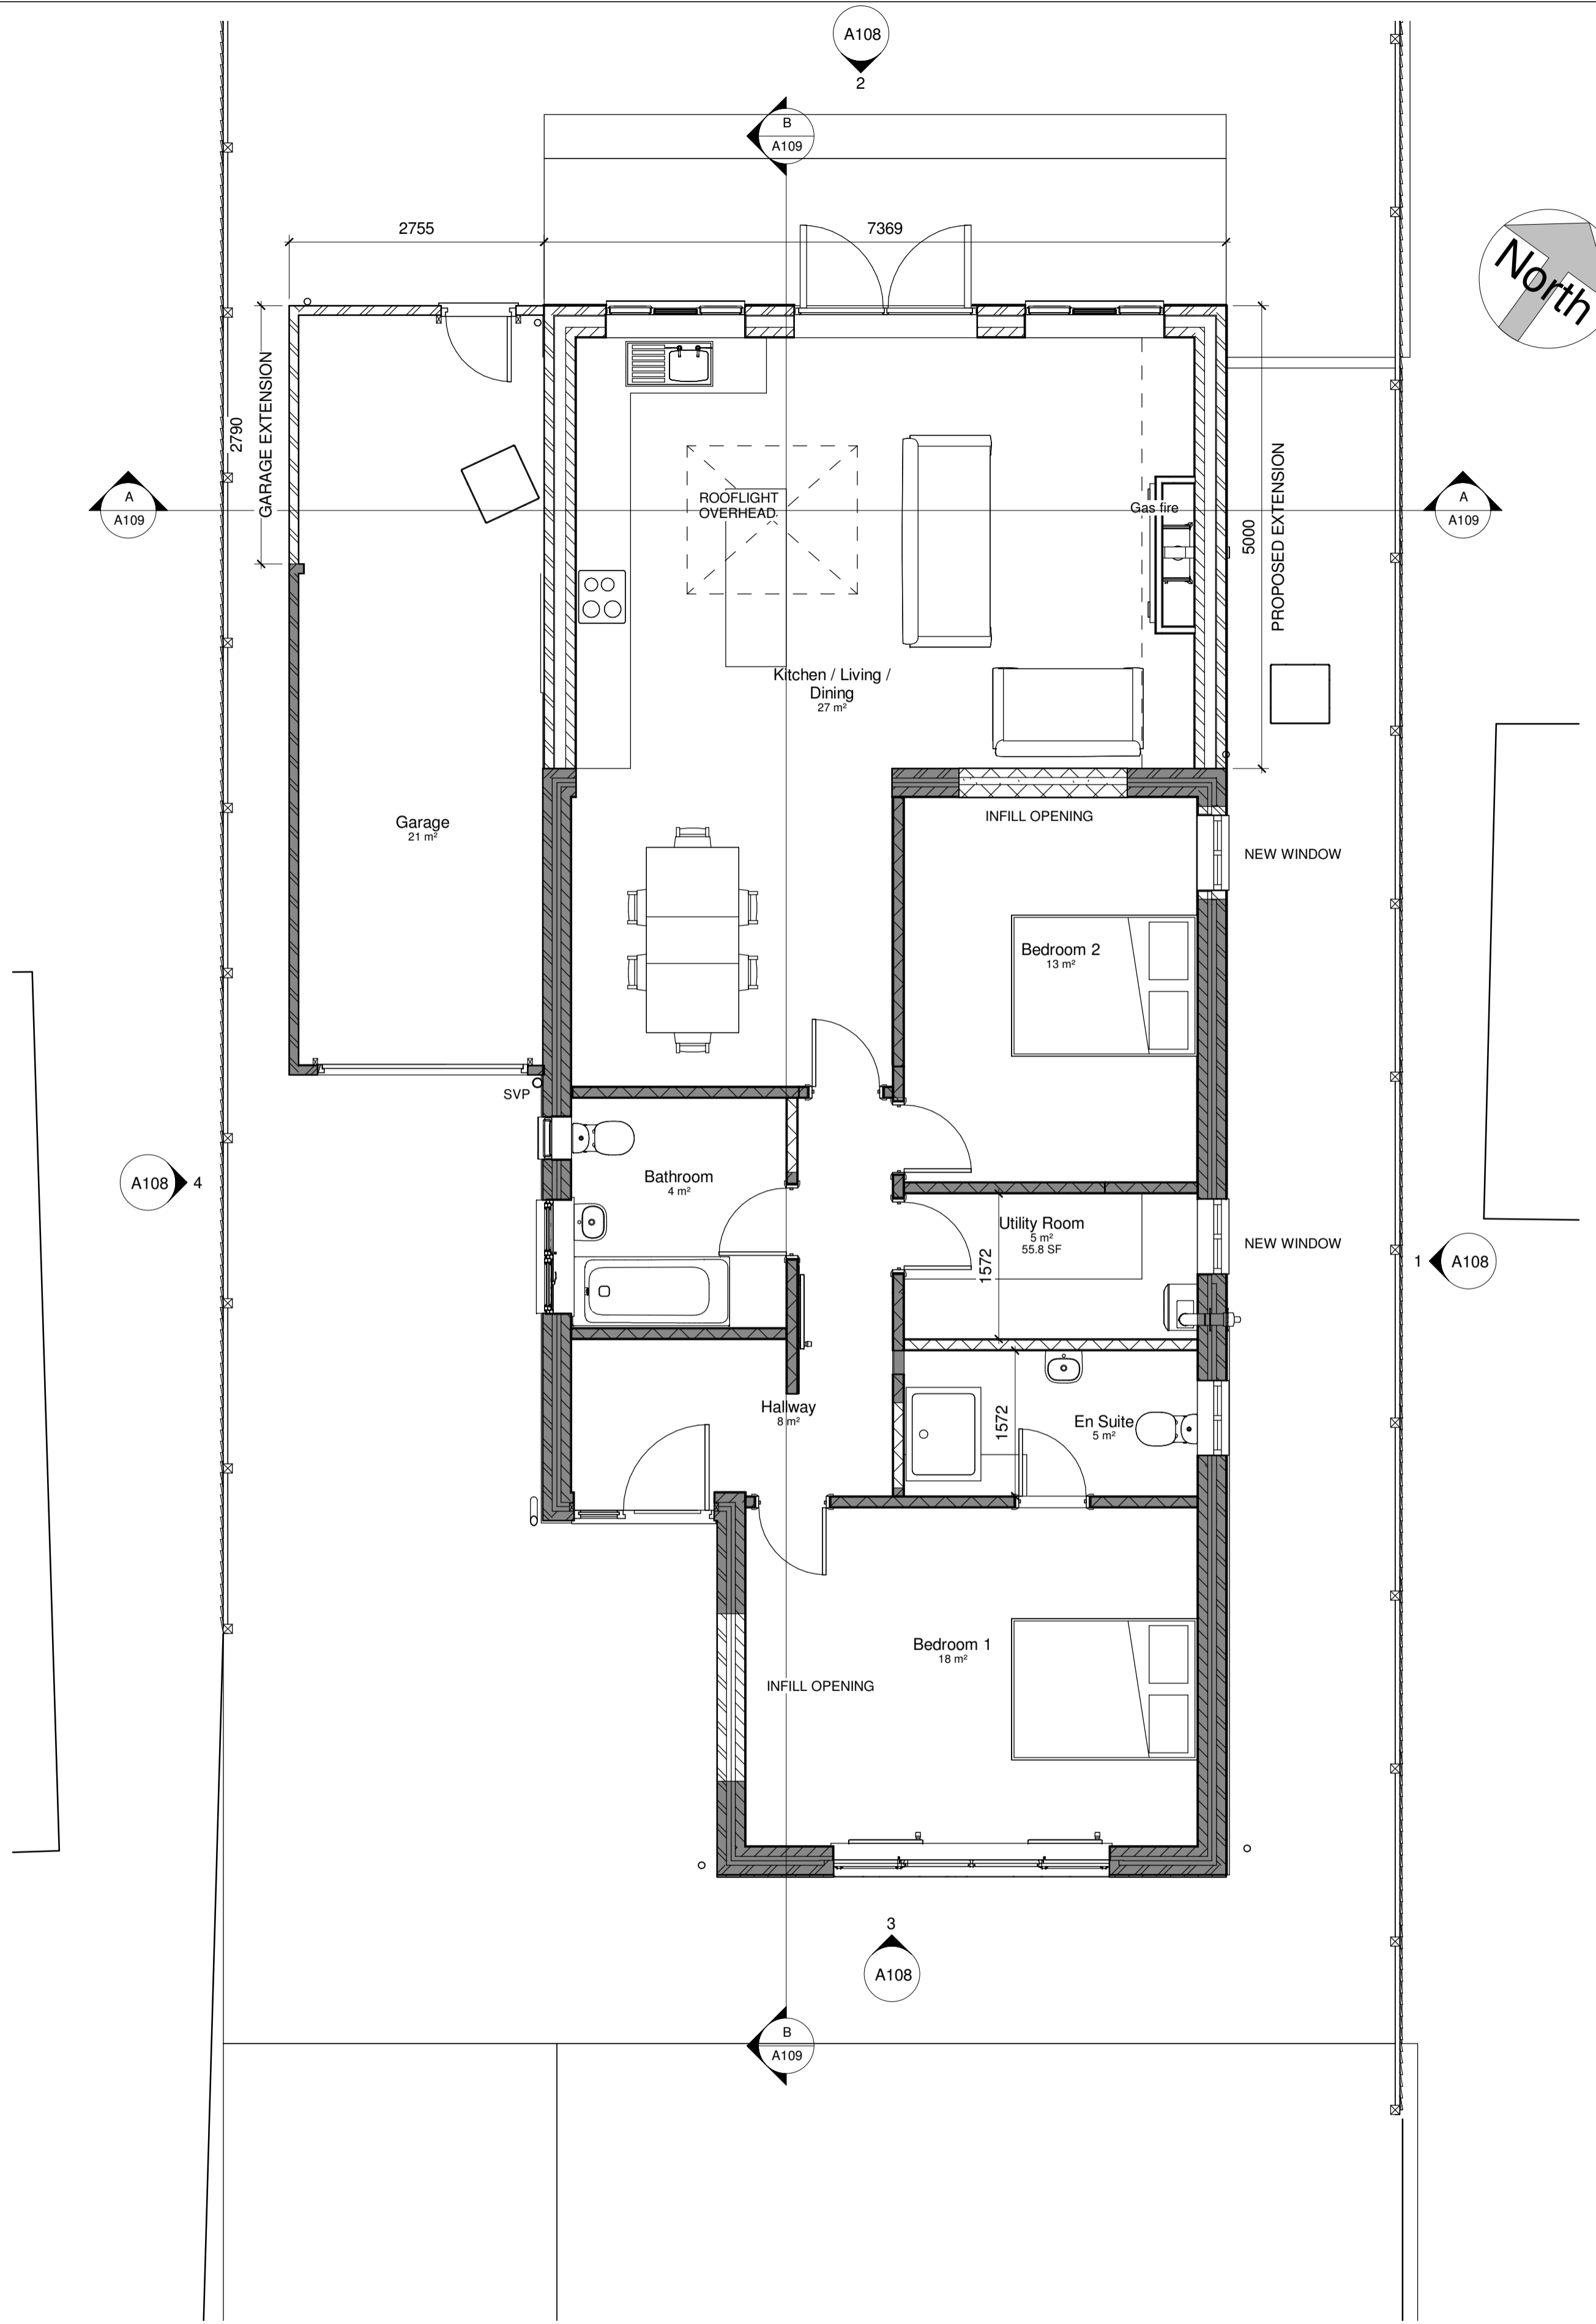 A108
2
B
A109
2755
7369
North
GARAGE EXTENSION
2790
ROOFLIGHT
OVERHEAD
Gas fire
A
A109
A
A109
5000
PROPOSED EXTENSION
Kitchen / Living /
Dining
27 m²
INFILL OPENING
Garage
21 m²
NEW WINDOW
Bedroom 2
13 m²
SVP
Bathroom
4 m²
A108
4
Utility Room
5 m²
55.8 SF
1572
NEW WINDOW
1
A108
Hallway
8 m²
1572
En Suite
5 m²
Bedroom 1
18 m²
INFILL OPENING
3
A108
B
A109